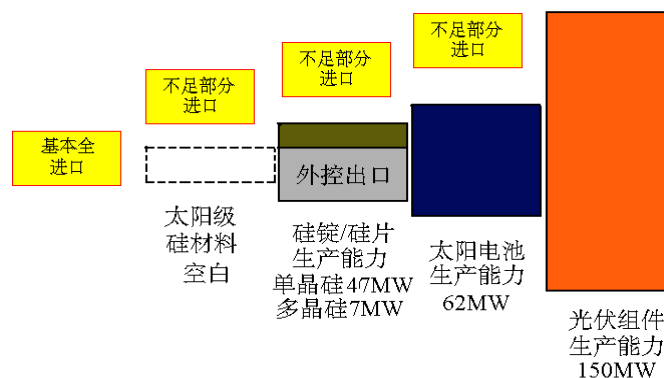 基本全
进口
不足部分
进口
不足部分
进口
不足部分
进口
外控出口
太阳级
硅材料
空白
硅锭/硅片
生产能力
单晶硅47MW
多晶硅7MW
太阳电池
生产能力
62MW
光伏组件
生产能力
150MW